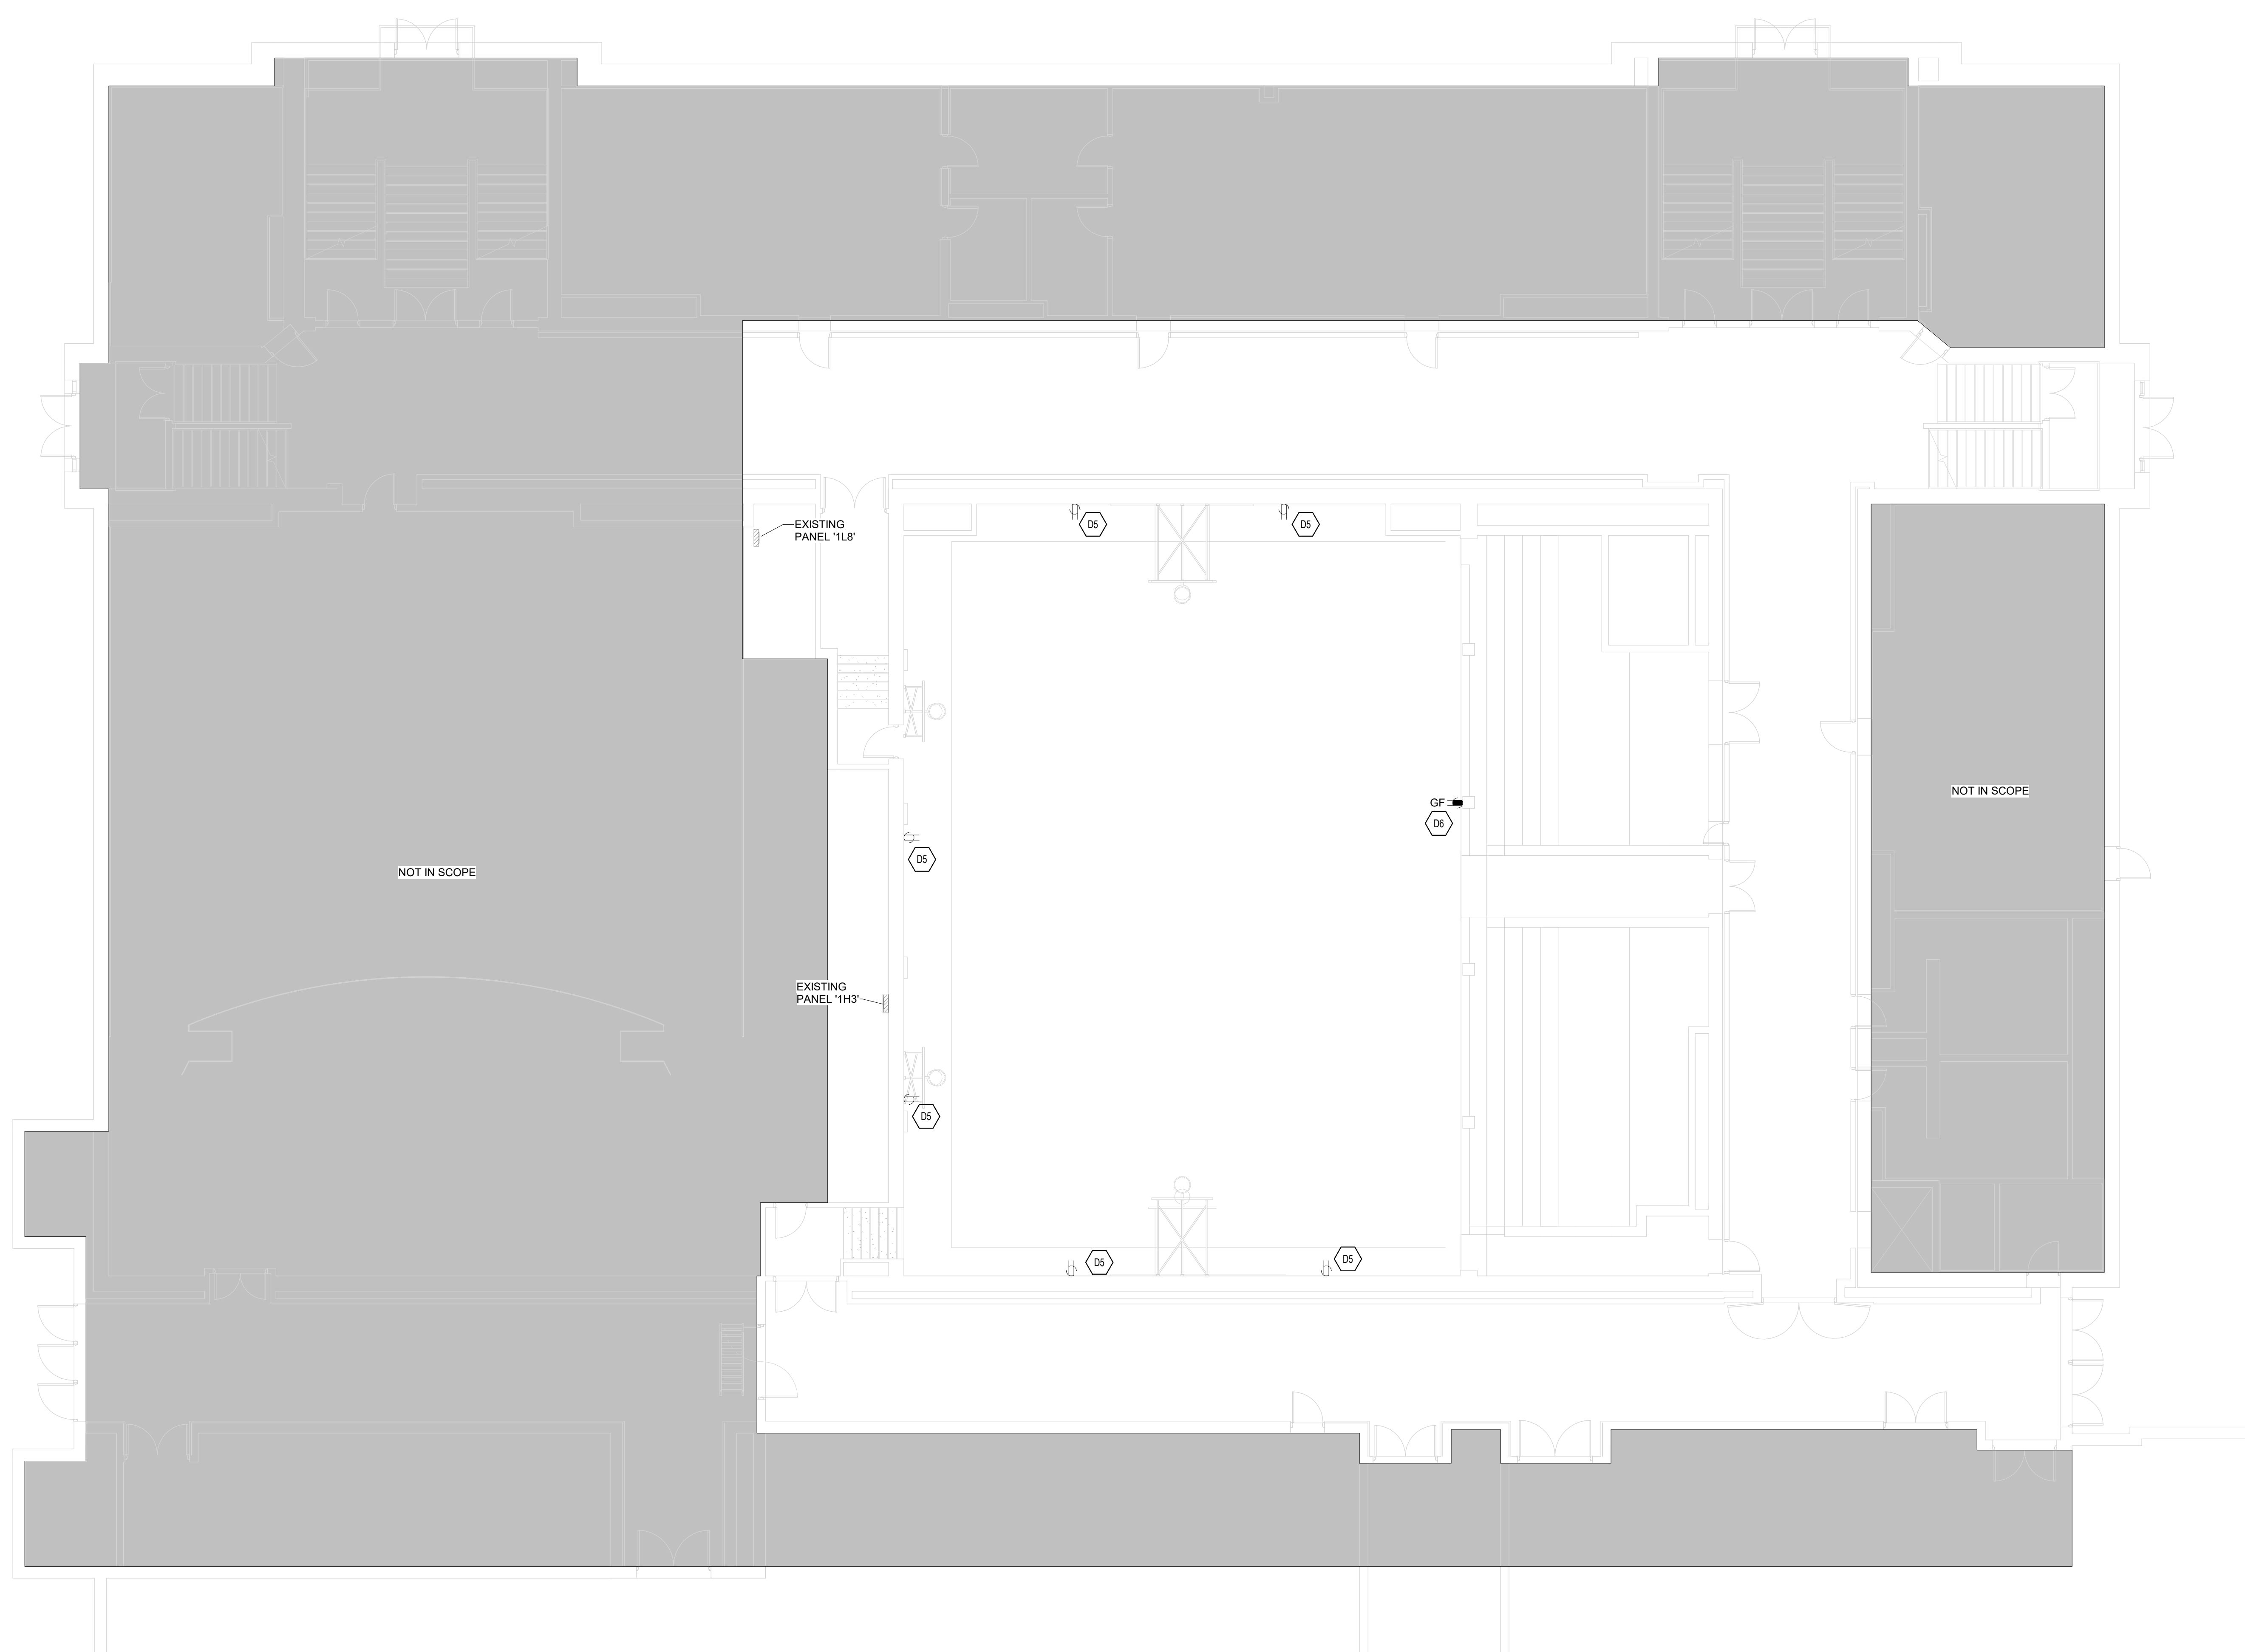 EXISTING
PANEL '1L8'
D5
D5
NOT IN SCOPE
GF
D6
D5
NOT IN SCOPE
EXISTING
PANEL '1H3'
D5
D5
D5